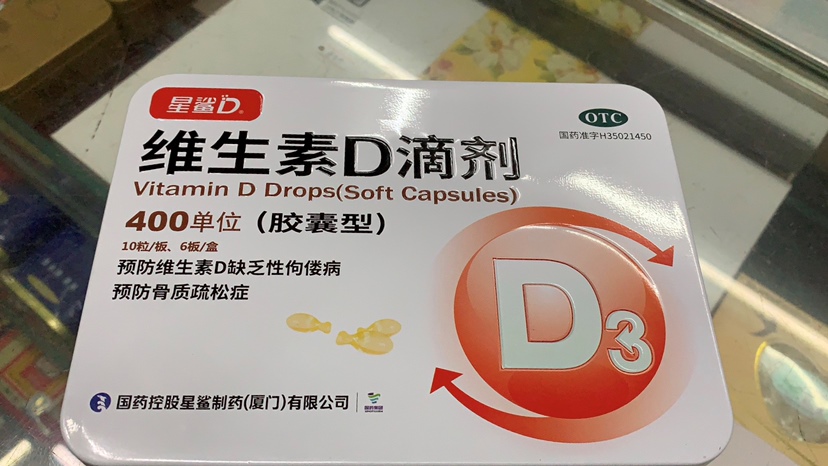 星鲨D®
OTC
国药准字H35021450
维生素D滴剂
Vitamin D Drops(Soft Capsules)
400单位（胶囊型）
10粒/板、6板/盒
预防维生素D缺乏性佝偻病
预防骨质疏松症
D3
国药控股星鲨制药(厦门)有限公司
国药集团